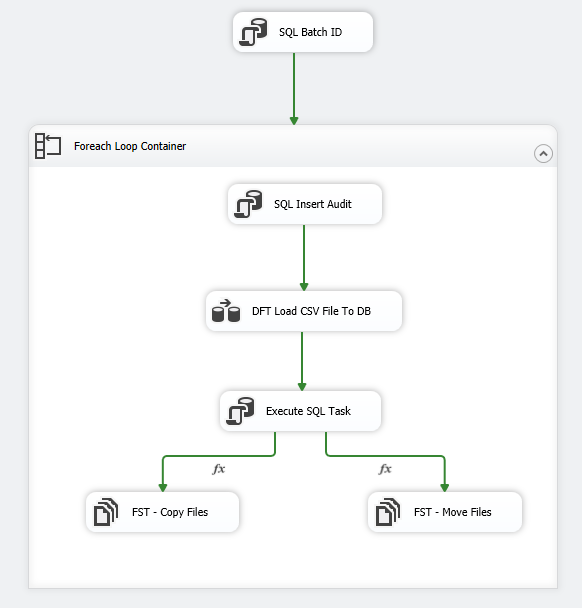 SQL Batch ID
Foreach Loop Container
SQL Insert Audit
DFT Load CSV File To DB
Execute SQL Task
fx
fx
FST - Copy Files
FST - Move Files